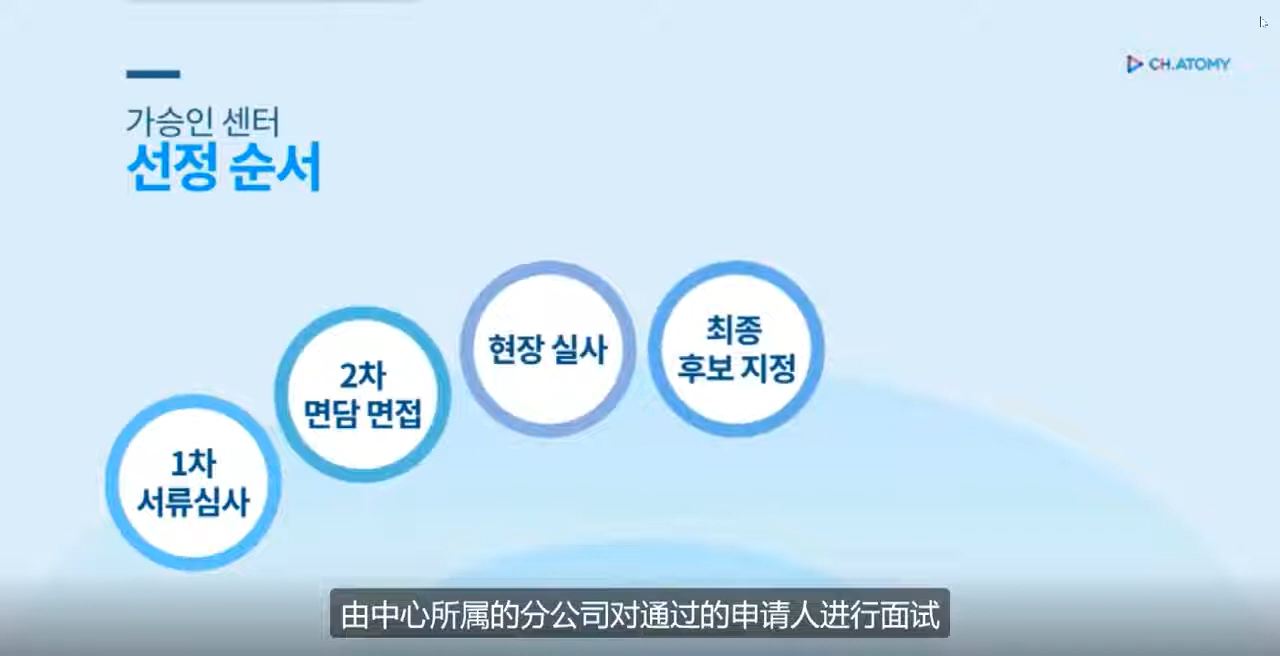 CH.ATOMY
가승인 센터
선정 순서
1차
서류심사
2차
면담 면접
현장 실사
최종
후보 지정
由中心所属的分公司对通过的申请人进行面试